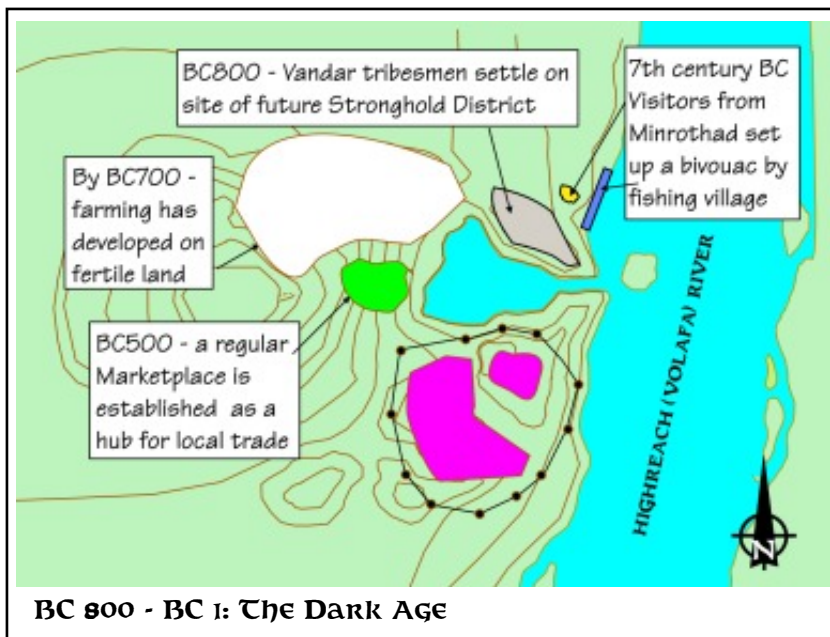 BC800 - Vandar tribesmen settle on
site of future Stronghold District
7th century BC
Visitors from
Minrothad set
up a bivouac by
fishing village
By BC700 -
farming has
developed on
fertile land
BC500 - a regular
Marketplace is
established as a
hub for local trade
HIGHREACH (VOLAFA) RIVER
N
BC 800 - BC 1: The Dark Age